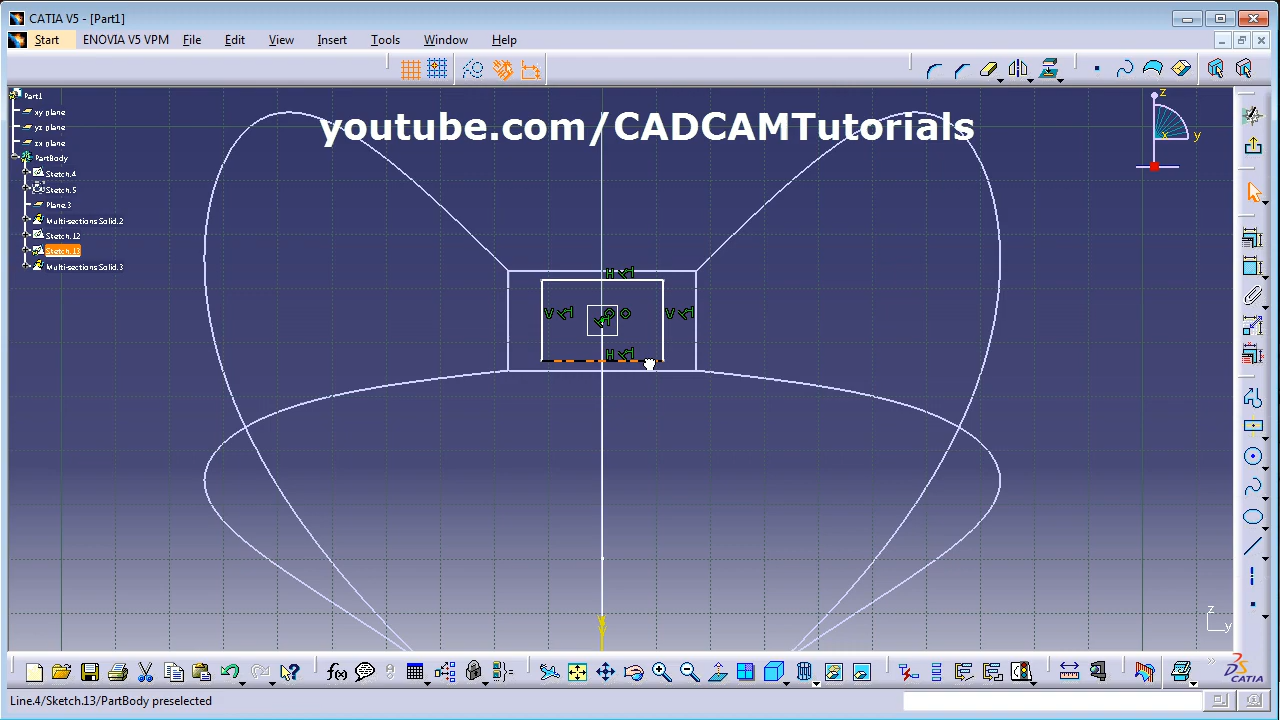 CATIA V5 - [Part1]
Start ENOVIA V5 VPM File Edit View Insert Tools Window Help
youtube.com/CADCAMTutorials
Part1
xy plane
yz plane
zx plane
PartBody
Sketch.4
Sketch.5
Plane.3
Multi-sections Solid.2
Sketch.12
Sketch.13
Multi-sections Solid.3
z
y
x
H
V
V
H
z
y
f(x)
CATIA
Line.4/Sketch.13/PartBody preselected